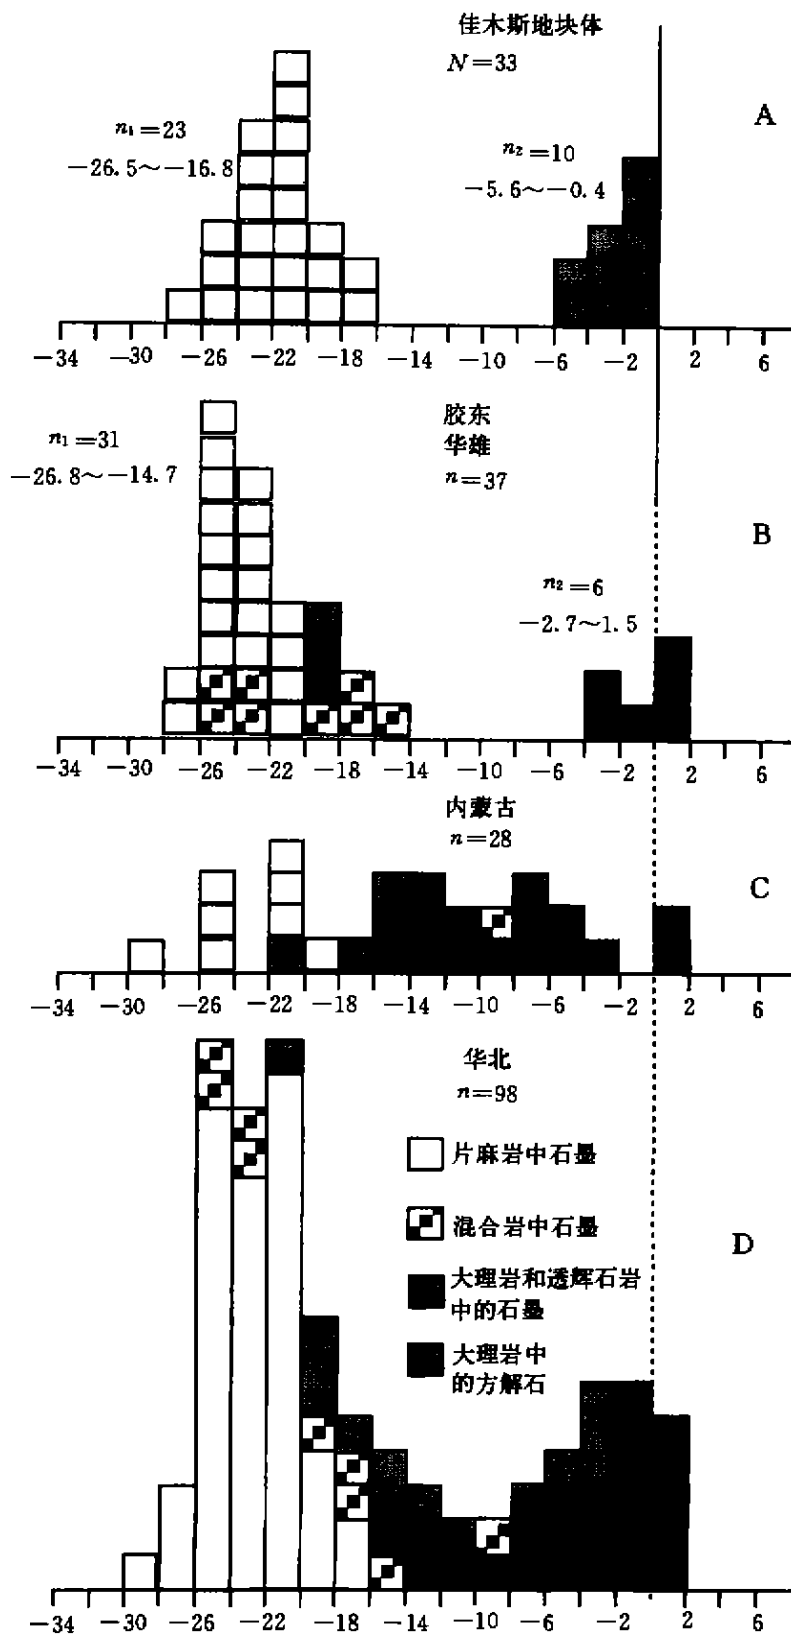 佳木斯地块体
N=33
A
n₁=23
-26.5~-16.8
n₂=10
-5.6~-0.4
-34 -30 -26 -22 -18 -14 -10 -6 -2 2 6
胶东
华雄
n=37
n₁=31
-26.8~-14.7
B
n₂=6
-2.7~1.5
-34 -30 -26 -22 -18 -14 -10 -6 -2 2 6
内蒙古
n=28
C
-34 -30 -26 -22 -18 -14 -10 -6 -2 2 6
华北
n=98
片麻岩中石墨
混合岩中石墨
D
大理岩和透辉石岩
中的石墨
大理岩中
的方解石
-34 -30 -26 -22 -18 -14 -10 -6 -2 2 6